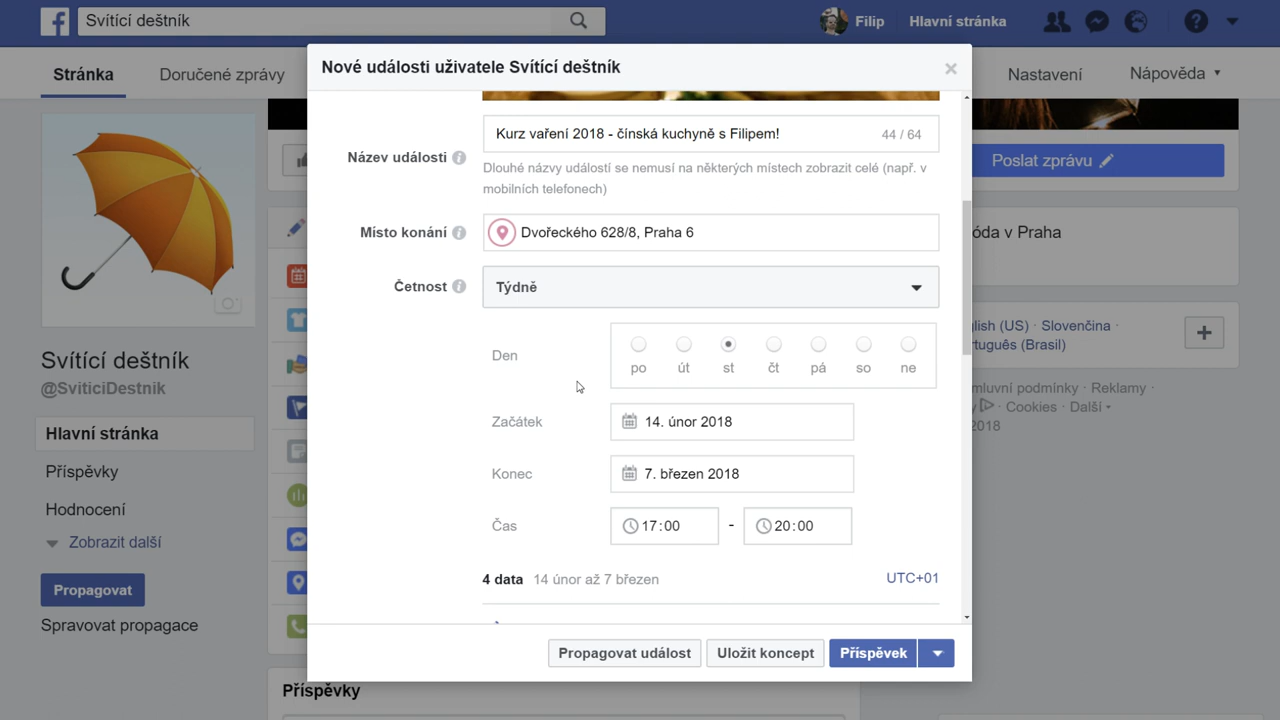 Svítící deštník
Filip
Hlavní stránka
Stránka
Doručené zprávy
Nastavení
Nápověda
Nové události uživatele Svítící deštník
Název události
Kurz vaření 2018 - čínská kuchyně s Filipem!
44 / 64
Dlouhé názvy událostí se nemusí na některých místech zobrazit celé (např. v
mobilních telefonech)
Místo konání
Dvořeckého 628/8, Praha 6
Četnost
Týdně
Den
po út st čt pá so ne
Začátek
14. únor 2018
Konec
7. březen 2018
Čas
17:00 - 20:00
4 data 14 únor až 7 březen
UTC+01
Propagovat událost
Uložit koncept
Příspěvek
Svítící deštník
@SviticiDestnik
Hlavní stránka
Příspěvky
Hodnocení
Zobrazit další
Propagovat
Spravovat propagace
Příspěvky
Poslat zprávu
óda v Praha
lish (US) · Slovenčina ·
rtuguês (Brasil)
mluvní podmínky · Reklamy ·
Cookies · Další
2018